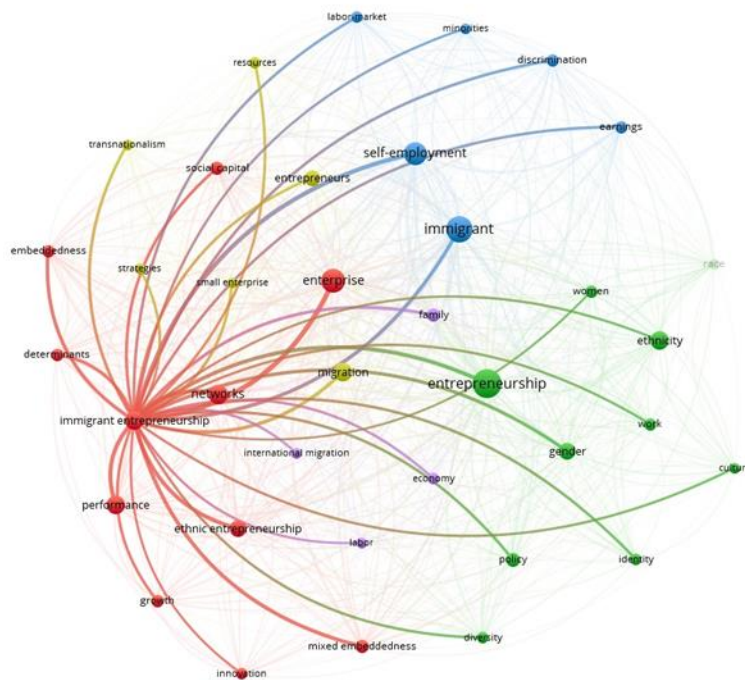 labor market
minorities
resources
discrimination
earnings
transnationalism
self-employment
social capital
entrepreneurs
immigrant
embeddedness
race
strategies
small enterprise
enterprise
women
family
ethnicity
determinants
migration
entrepreneurship
networks
immigrant entrepreneurship
work
international migration
gender
economy
culture
performance
ethnic entrepreneurship
labor
policy
identity
growth
diversity
mixed embeddedness
innovation